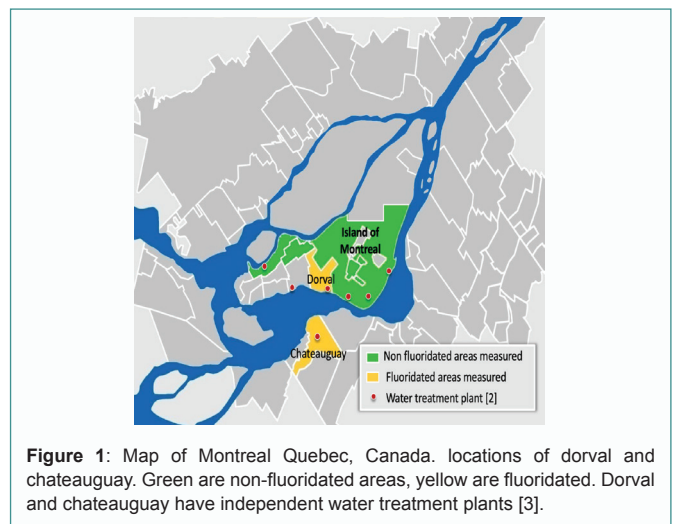 Island of
Montreal
Dorval
Chateauguay
Non fluoridated areas measured
Fluoridated areas measured
Water treatment plant [2]
Figure 1: Map of Montreal Quebec, Canada. locations of dorval and
chateauguay. Green are non-fluoridated areas, yellow are fluoridated. Dorval
and chateauguay have independent water treatment plants [3].